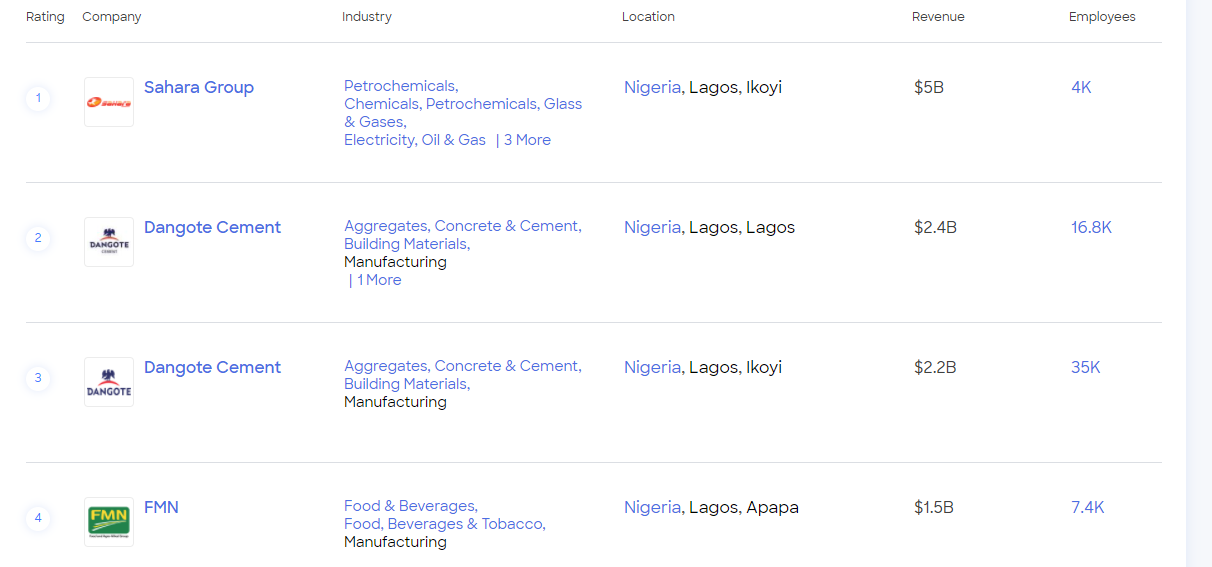 Rating Company Industry Location Revenue Employees
1 Sahara Group Petrochemicals, Nigeria, Lagos, Ikoyi $5B 4K
Chemicals, Petrochemicals, Glass
& Gases,
Electricity, Oil & Gas | 3 More
2 Dangote Cement Aggregates, Concrete & Cement, Nigeria, Lagos, Lagos $2.4B 16.8K
Building Materials,
DANGOTE
CEMENT
Manufacturing
| 1 More
3 Dangote Cement Aggregates, Concrete & Cement, Nigeria, Lagos, Ikoyi $2.2B 35K
Building Materials,
DANGOTE
Manufacturing
4 FMN Food & Beverages, Nigeria, Lagos, Apapa $1.5B 7.4K
FMN
Food, Beverages & Tobacco,
Manufacturing